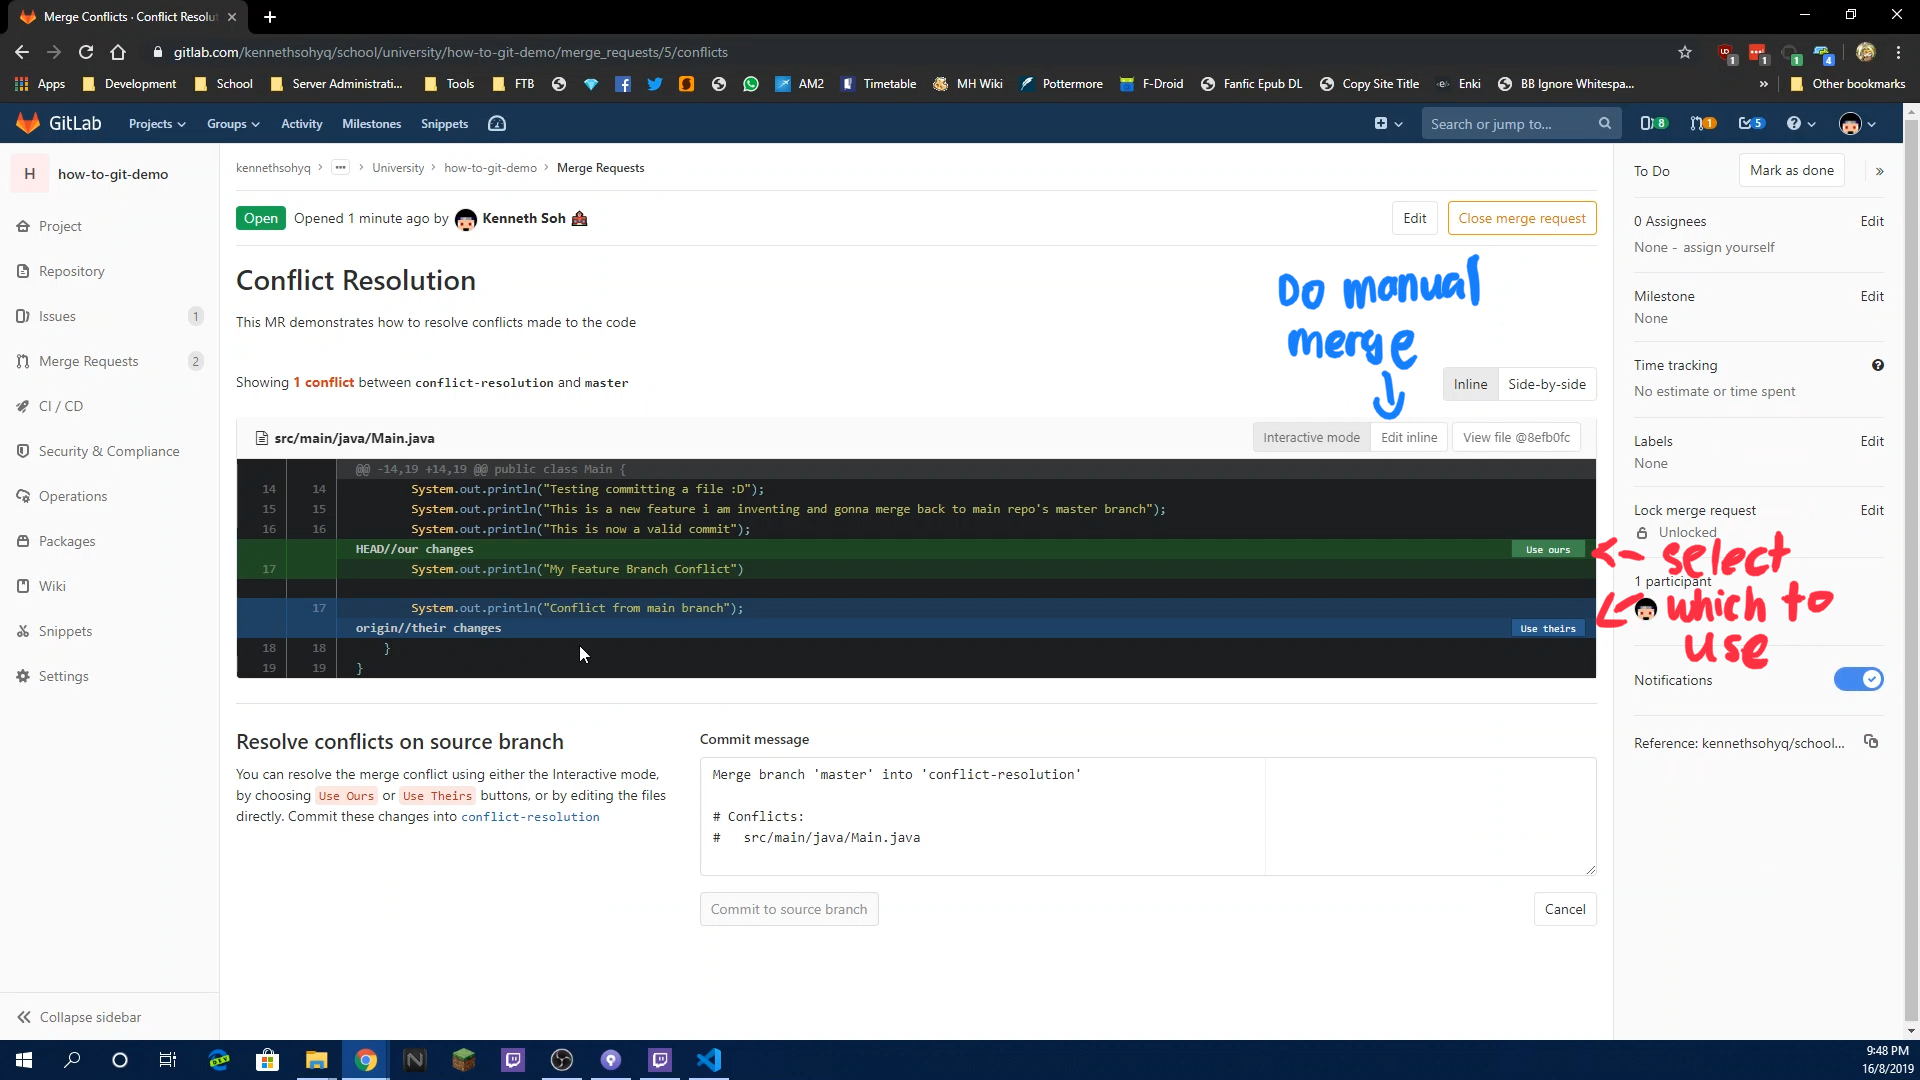 Merge Conflicts · Conflict Resolut
gitlab.com/kennethsohyq/school/university/how-to-git-demo/merge_requests/5/conflicts
1 1 1 4
Apps Development School Server Administrati... Tools FTB AM2 Timetable MH Wiki Pottermore F-Droid Fanfic Epub DL Copy Site Title Enki BB Ignore Whitespa... » Other bookmarks
GitLab Projects Groups Activity Milestones Snippets Search or jump to... 8 1 5
H how-to-git-demo
Project
Repository
Issues 1
Merge Requests 2
CI / CD
Security & Compliance
Operations
Packages
Wiki
Snippets
Settings
Collapse sidebar
kennethsohyq > ... University > how-to-git-demo > Merge Requests
Open Opened 1 minute ago by Kenneth Soh Edit Close merge request
Conflict Resolution
This MR demonstrates how to resolve conflicts made to the code
Do manual
merge
Showing 1 conflict between conflict-resolution and master Inline Side-by-side
src/main/java/Main.java Interactive mode Edit inline View file @8efb0fc
@@ -14,19 +14,19 @@ public class Main {
14 14 System.out.println("Testing committing a file :D");
15 15 System.out.println("This is a new feature i am inventing and gonna merge back to main repo's master branch");
16 16 System.out.println("This is now a valid commit");
HEAD//our changes Use ours
17 System.out.println("My Feature Branch Conflict")
17 System.out.println("Conflict from main branch");
origin//their changes Use theirs
18 18 }
19 19 }
Resolve conflicts on source branch
You can resolve the merge conflict using either the Interactive mode,
by choosing Use Ours or Use Theirs buttons, or by editing the files
directly. Commit these changes into conflict-resolution
Commit message
Merge branch 'master' into 'conflict-resolution'
# Conflicts:
# src/main/java/Main.java
Commit to source branch Cancel
To Do Mark as done »
0 Assignees Edit
None - assign yourself
Milestone Edit
None
Time tracking
No estimate or time spent
Labels Edit
None
Lock merge request Edit
Unlocked
select
1 participant
which to
use
Notifications
Reference: kennethsohyq/school...
9:48 PM
16/8/2019